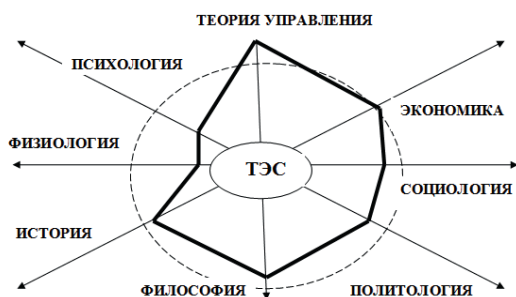 ТЕОРИЯ УПРАВЛЕНИЯ
ПСИХОЛОГИЯ
ЭКОНОМИКА
ФИЗИОЛОГИЯ
ТЭС
СОЦИОЛОГИЯ
ИСТОРИЯ
ФИЛОСОФИЯ
ПОЛИТОЛОГИЯ